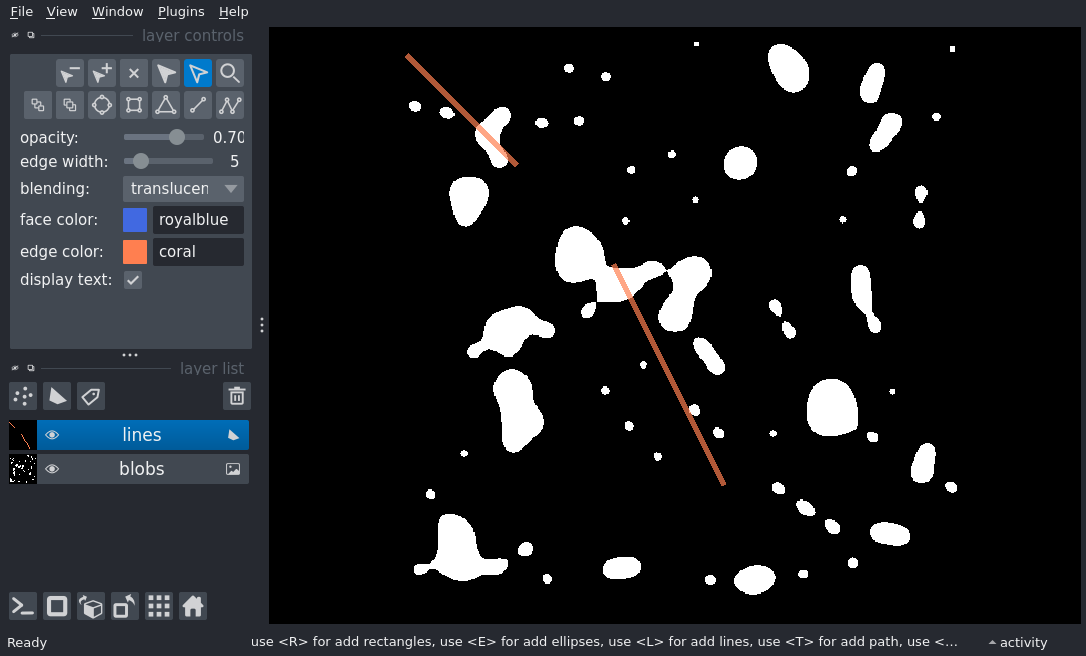 File View Window Plugins Help
layer controls
opacity: 0.70
edge width: 5
blending: translucen
face color: royalblue
edge color: coral
display text:
layer list
lines
blobs
Ready use <R> for add rectangles, use <E> for add ellipses, use <L> for add lines, use <T> for add path, use <... activity